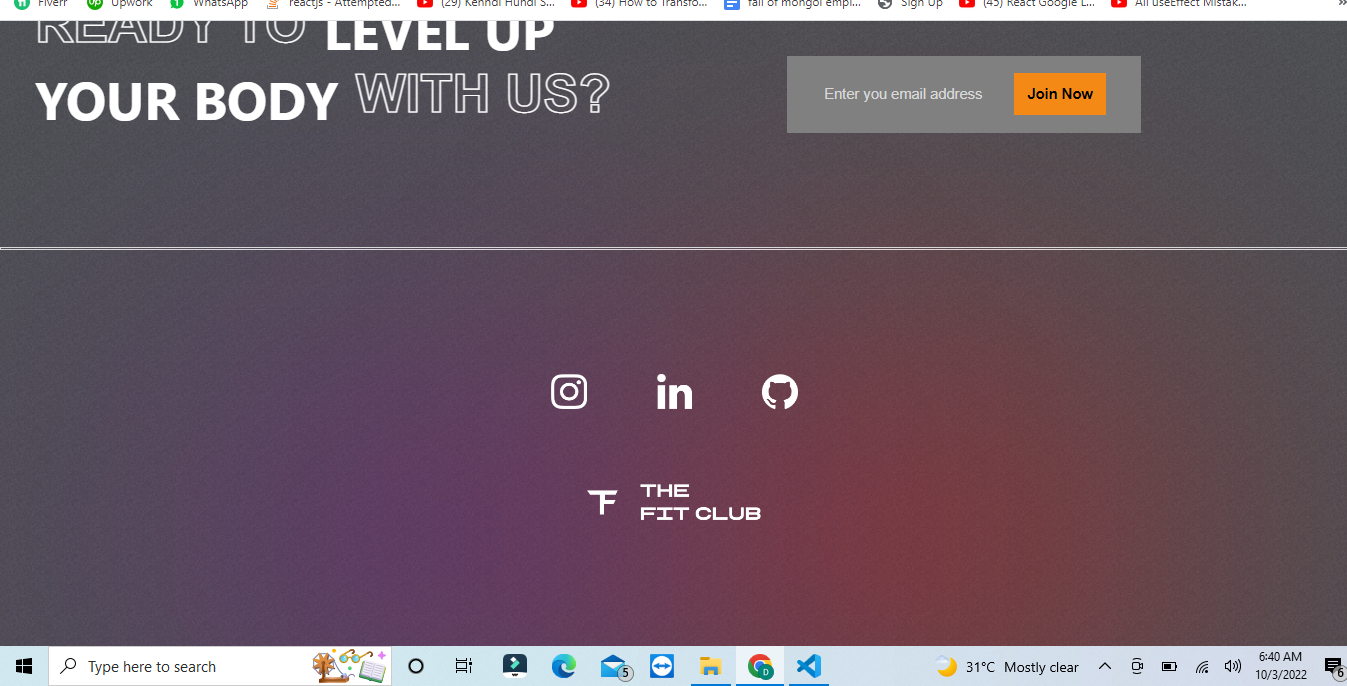 Fiverr Upwork WhatsApp reactjs - Attempted... (29) Kehndi Hundi S... (34) How to Transfo... fall of mongol empi... Sign Up (45) React Google L... All useEffect Mistak... »
READY TO LEVEL UP
YOUR BODY WITH US?
Enter you email address Join Now
THE
FIT CLUB
Type here to search 5 D 31°C Mostly clear 6:40 AM
10/3/2022 6